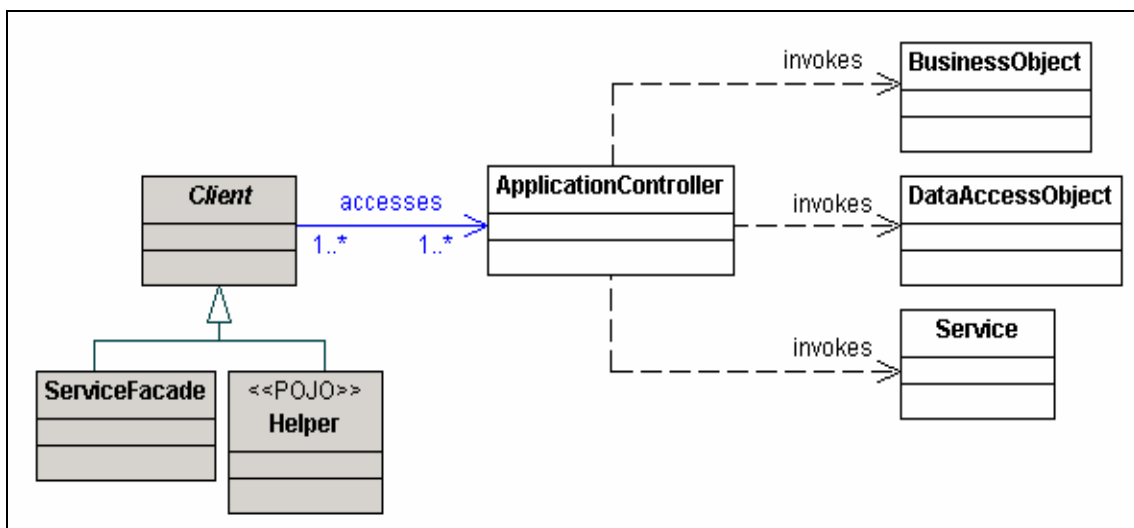 invokes
BusinessObject
Client
accesses
1..*
1..*
ApplicationController
invokes
DataAccessObject
invokes
Service
ServiceFacade
<<POJO>>
Helper